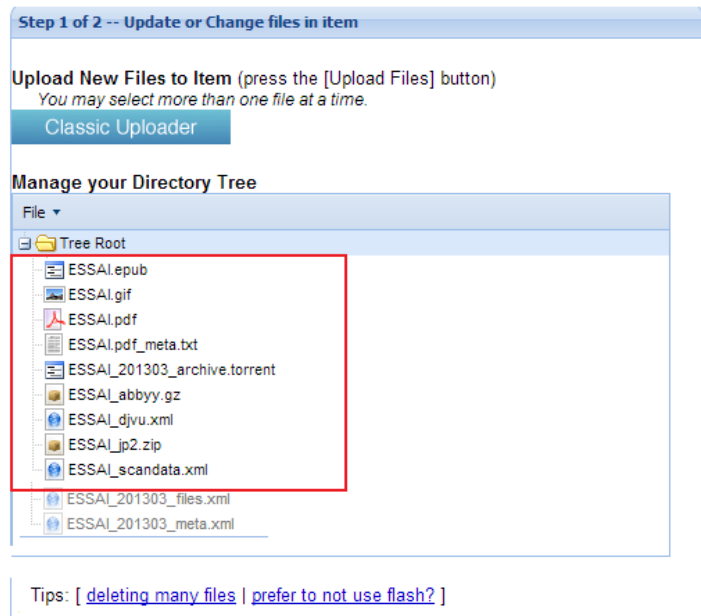 Step 1 of 2 -- Update or Change files in item
Upload New Files to Item (press the [Upload Files] button)
You may select more than one file at a time.
Classic Uploader
Manage your Directory Tree
File
Tree Root
ESSAI.epub
ESSAI.gif
ESSAI.pdf
ESSAI.pdf_meta.txt
ESSAI_201303_archive.torrent
ESSAI_abbyy.gz
ESSAI_djvu.xml
ESSAI_jp2.zip
ESSAI_scandata.xml
ESSAI_201303_files.xml
ESSAI_201303_meta.xml
Tips: [ deleting many files | prefer to not use flash? ]